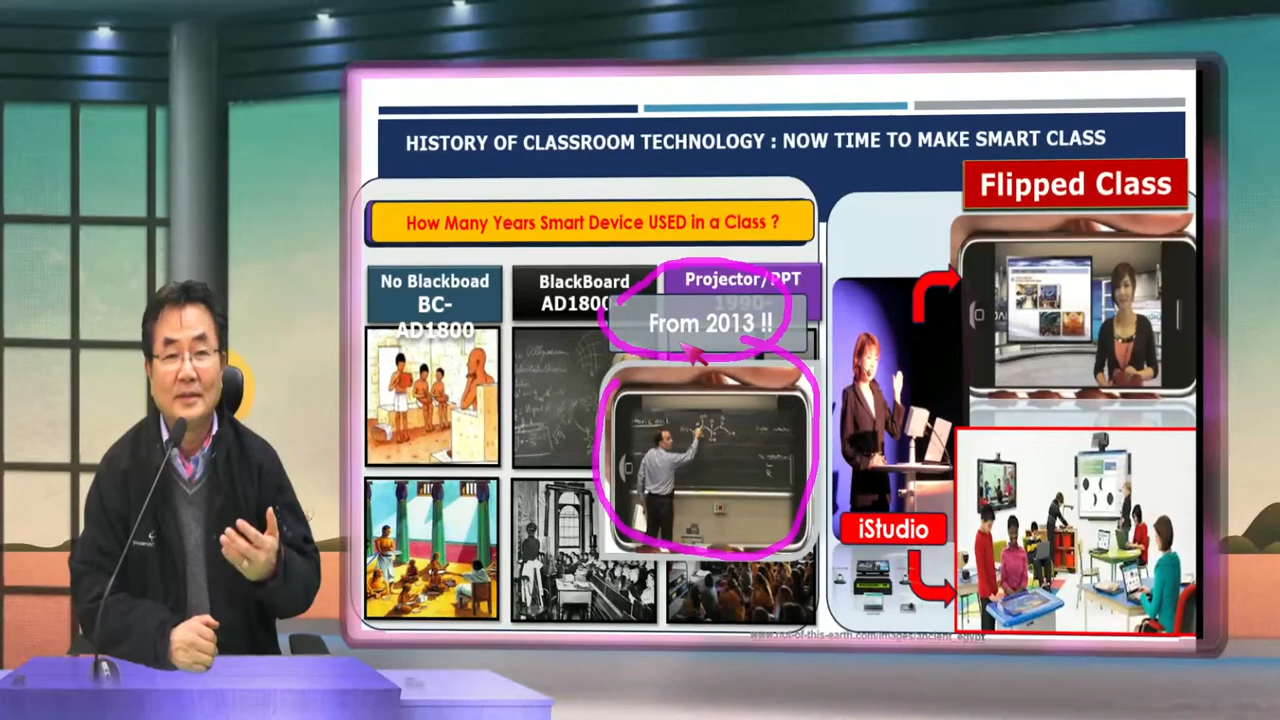 HISTORY OF CLASSROOM TECHNOLOGY : NOW TIME TO MAKE SMART CLASS
Flipped Class
How Many Years Smart Device USED in a Class ?
No Blackboad
BC-
AD1800
BlackBoard
AD1800-
Projector/PPT
1990-
From 2013 !!
iStudio